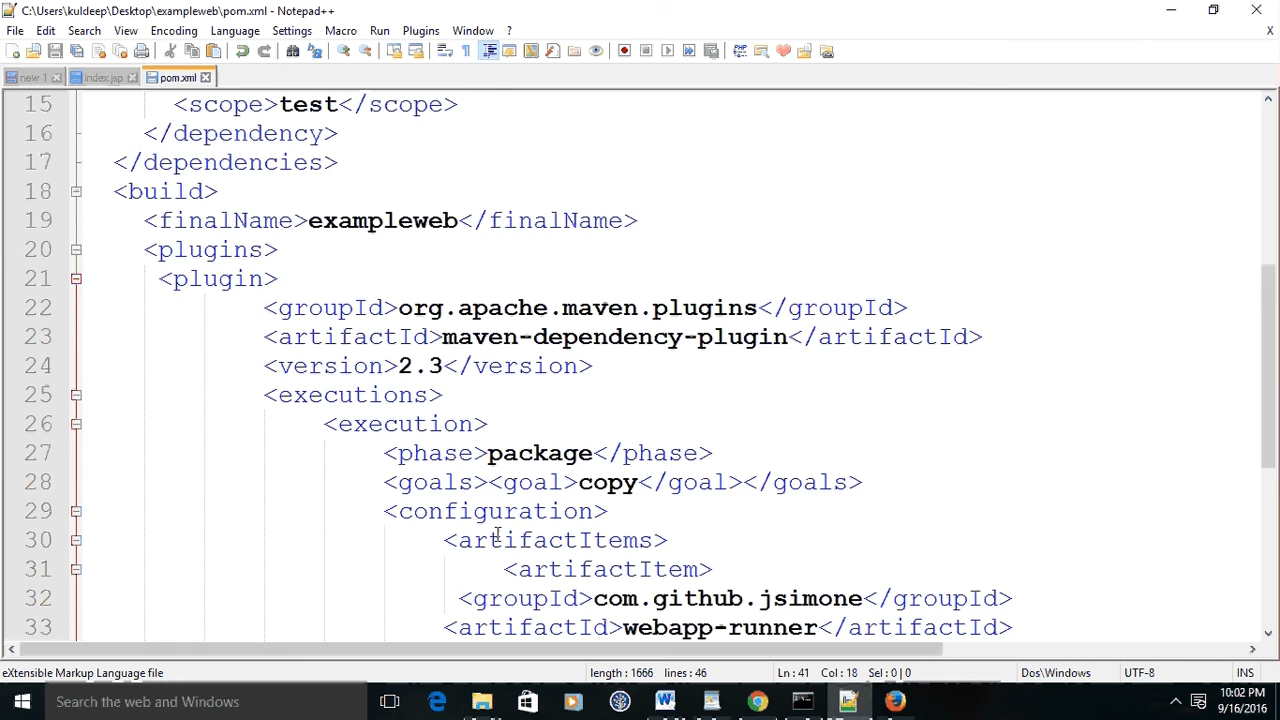 C:\Users\kuldeep\Desktop\exampleweb\pom.xml - Notepad++
File Edit Search View Encoding Language Settings Macro Run Plugins Window ? X
new 1 index.jsp pom.xml
15 <scope>test</scope>
16 </dependency>
17 </dependencies>
18 <build>
19 <finalName>exampleweb</finalName>
20 <plugins>
21 <plugin>
22 <groupId>org.apache.maven.plugins</groupId>
23 <artifactId>maven-dependency-plugin</artifactId>
24 <version>2.3</version>
25 <executions>
26 <execution>
27 <phase>package</phase>
28 <goals><goal>copy</goal></goals>
29 <configuration>
30 <artifactItems>
31 <artifactItem>
32 <groupId>com.github.jsimone</groupId>
33 <artifactId>webapp-runner</artifactId>
eXtensible Markup Language file length : 1666 lines : 46 Ln : 41 Col : 18 Sel : 0 | 0 Dos\Windows UTF-8 INS
Search the web and Windows
10:02 PM
9/16/2016